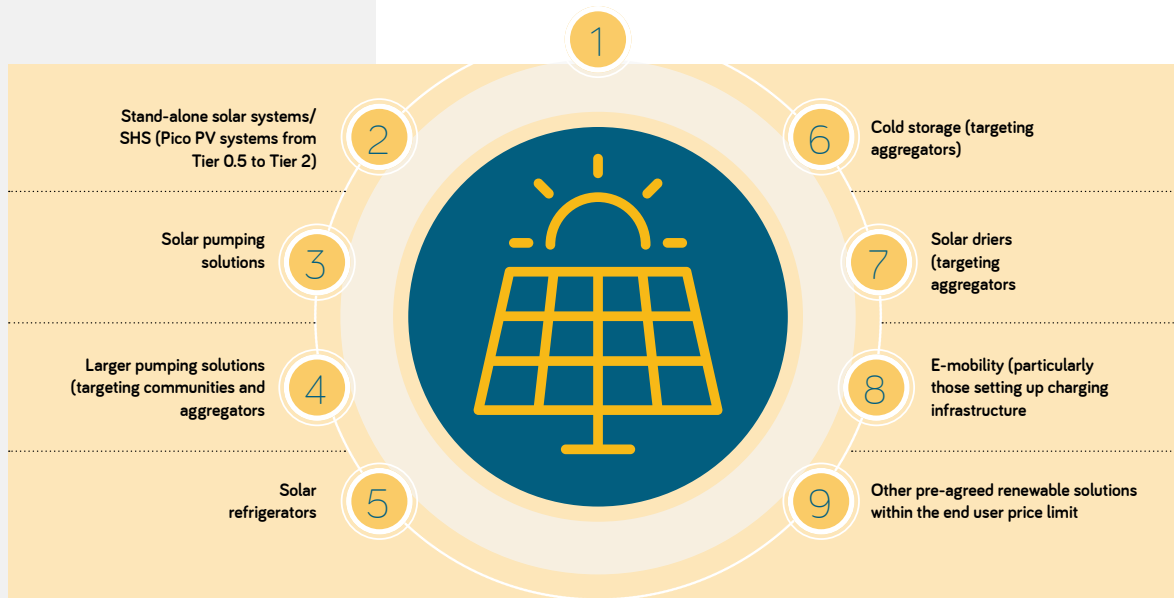 1
2
Stand-alone solar systems/
SHS (Pico PV systems from
Tier 0.5 to Tier 2)
3
Solar pumping
solutions
4
Larger pumping solutions
(targeting communities and
aggregators
5
Solar
refrigerators
6
Cold storage (targeting
aggregators)
7
Solar driers
(targeting
aggregators
8
E-mobility (particularly
those setting up charging
infrastructure
9
Other pre-agreed renewable solutions
within the end user price limit